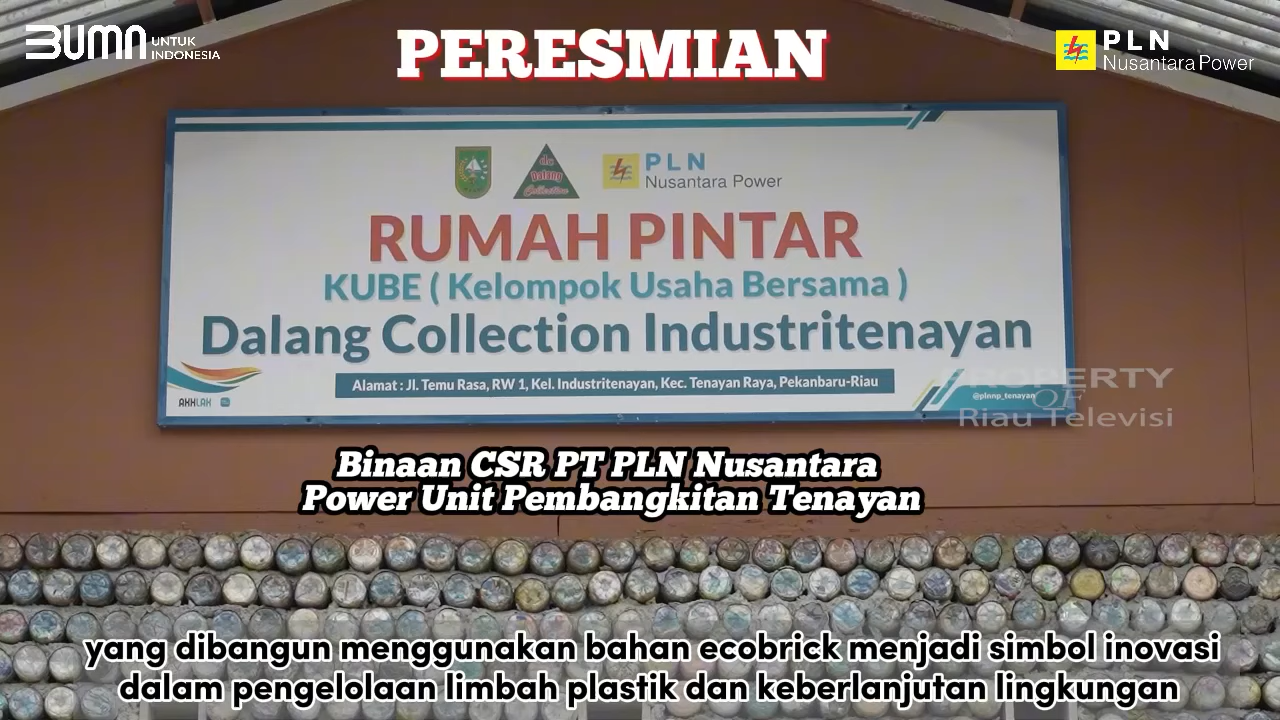 BUMN UNTUK
INDONESIA
PERESMIAN
PLN
Nusantara Power
de
Dalang
Collection
PLN
Nusantara Power
RUMAH PINTAR
KUBE ( Kelompok Usaha Bersama )
Dalang Collection Industritenayan
Alamat : Jl. Temu Rasa, RW 1, Kel. Industritenayan, Kec. Tenayan Raya, Pekanbaru-Riau
AKHLAK
@plnnp_tenayan
PROPERTY
OF
Riau Televisi
Binaan CSR PT PLN Nusantara
Power Unit Pembangkitan Tenayan
yang dibangun menggunakan bahan ecobrick menjadi simbol inovasi
dalam pengelolaan limbah plastik dan keberlanjutan lingkungan